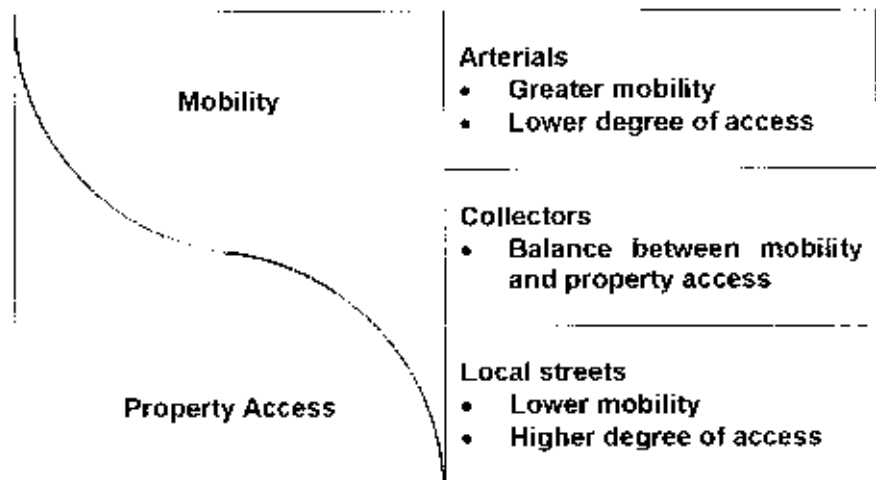 Mobility
Property Access
Arterials
• Greater mobility
• Lower degree of access
Collectors
• Balance between mobility
and property access
Local streets
• Lower mobility
• Higher degree of access